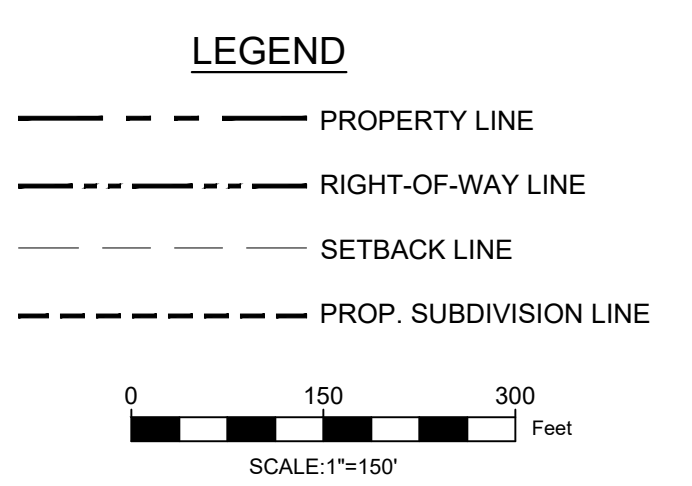 LEGEND
PROPERTY LINE
RIGHT-OF-WAY LINE
SETBACK LINE
PROP. SUBDIVISION LINE
0 150 300
Feet
SCALE:1"=150'